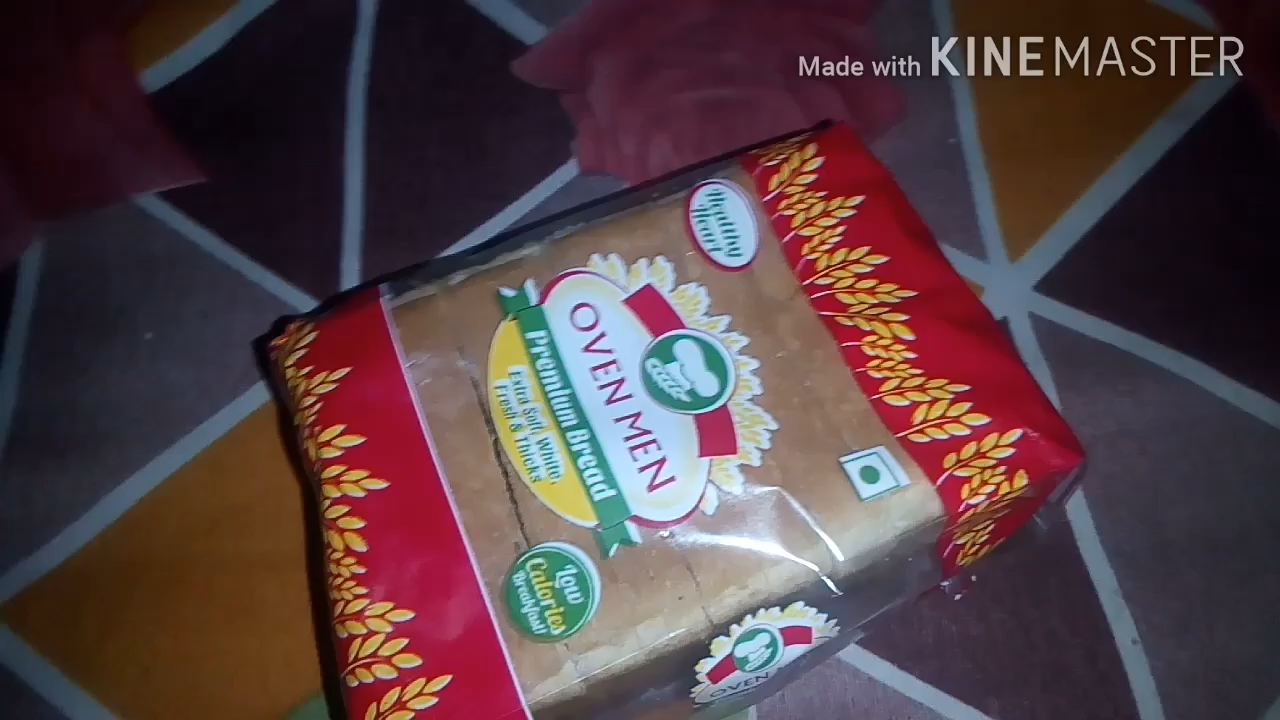 Made with KINEMASTER
Healthy
Heart
OVEN MEN
Premium Bread
Extra Soft, White,
Fresh & Thicks
Low
Calories
Breakfast!
OVEN